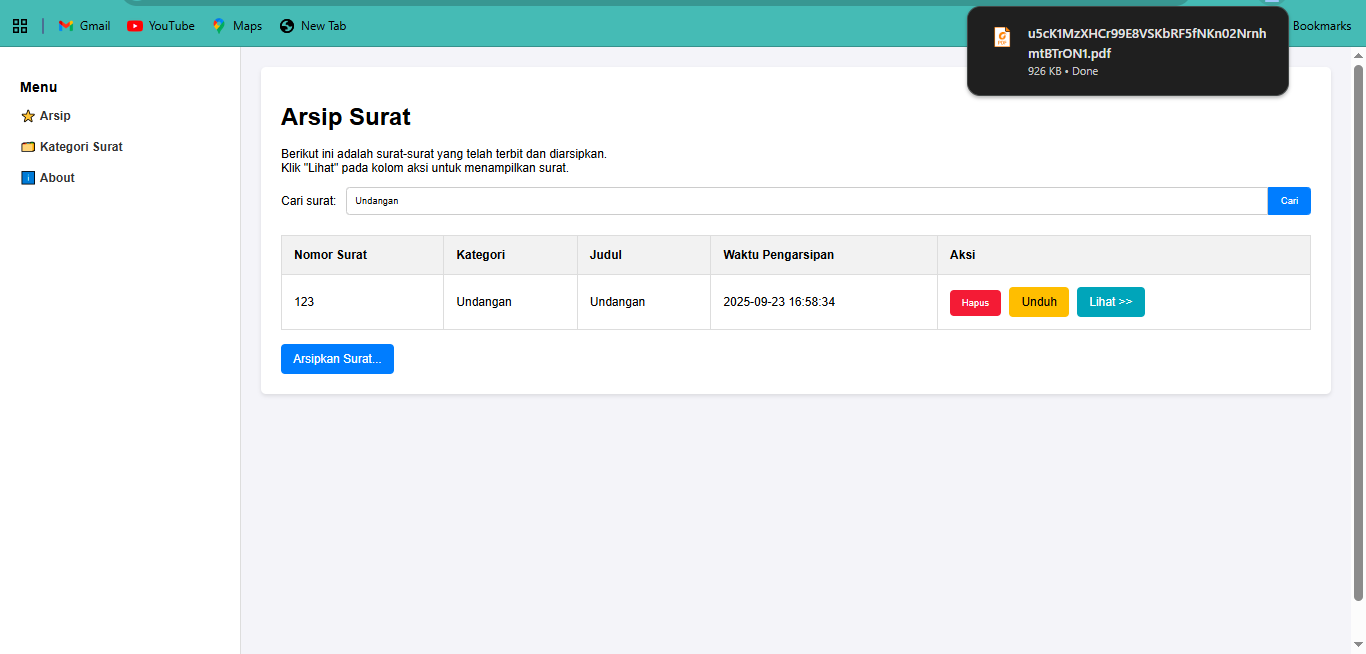 Gmail
YouTube
Maps
New Tab
Bookmarks
u5cK1MzXHCr99E8VSKbRF5fNKn02Nrnh
mtBTrON1.pdf
926 KB • Done
Menu
Arsip
Kategori Surat
About
Arsip Surat
Berikut ini adalah surat-surat yang telah terbit dan diarsipkan.
Klik "Lihat" pada kolom aksi untuk menampilkan surat.
Cari surat: Undangan Cari
Nomor Surat Kategori Judul Waktu Pengarsipan Aksi
123 Undangan Undangan 2025-09-23 16:58:34 Hapus Unduh Lihat >>
Arsipkan Surat...